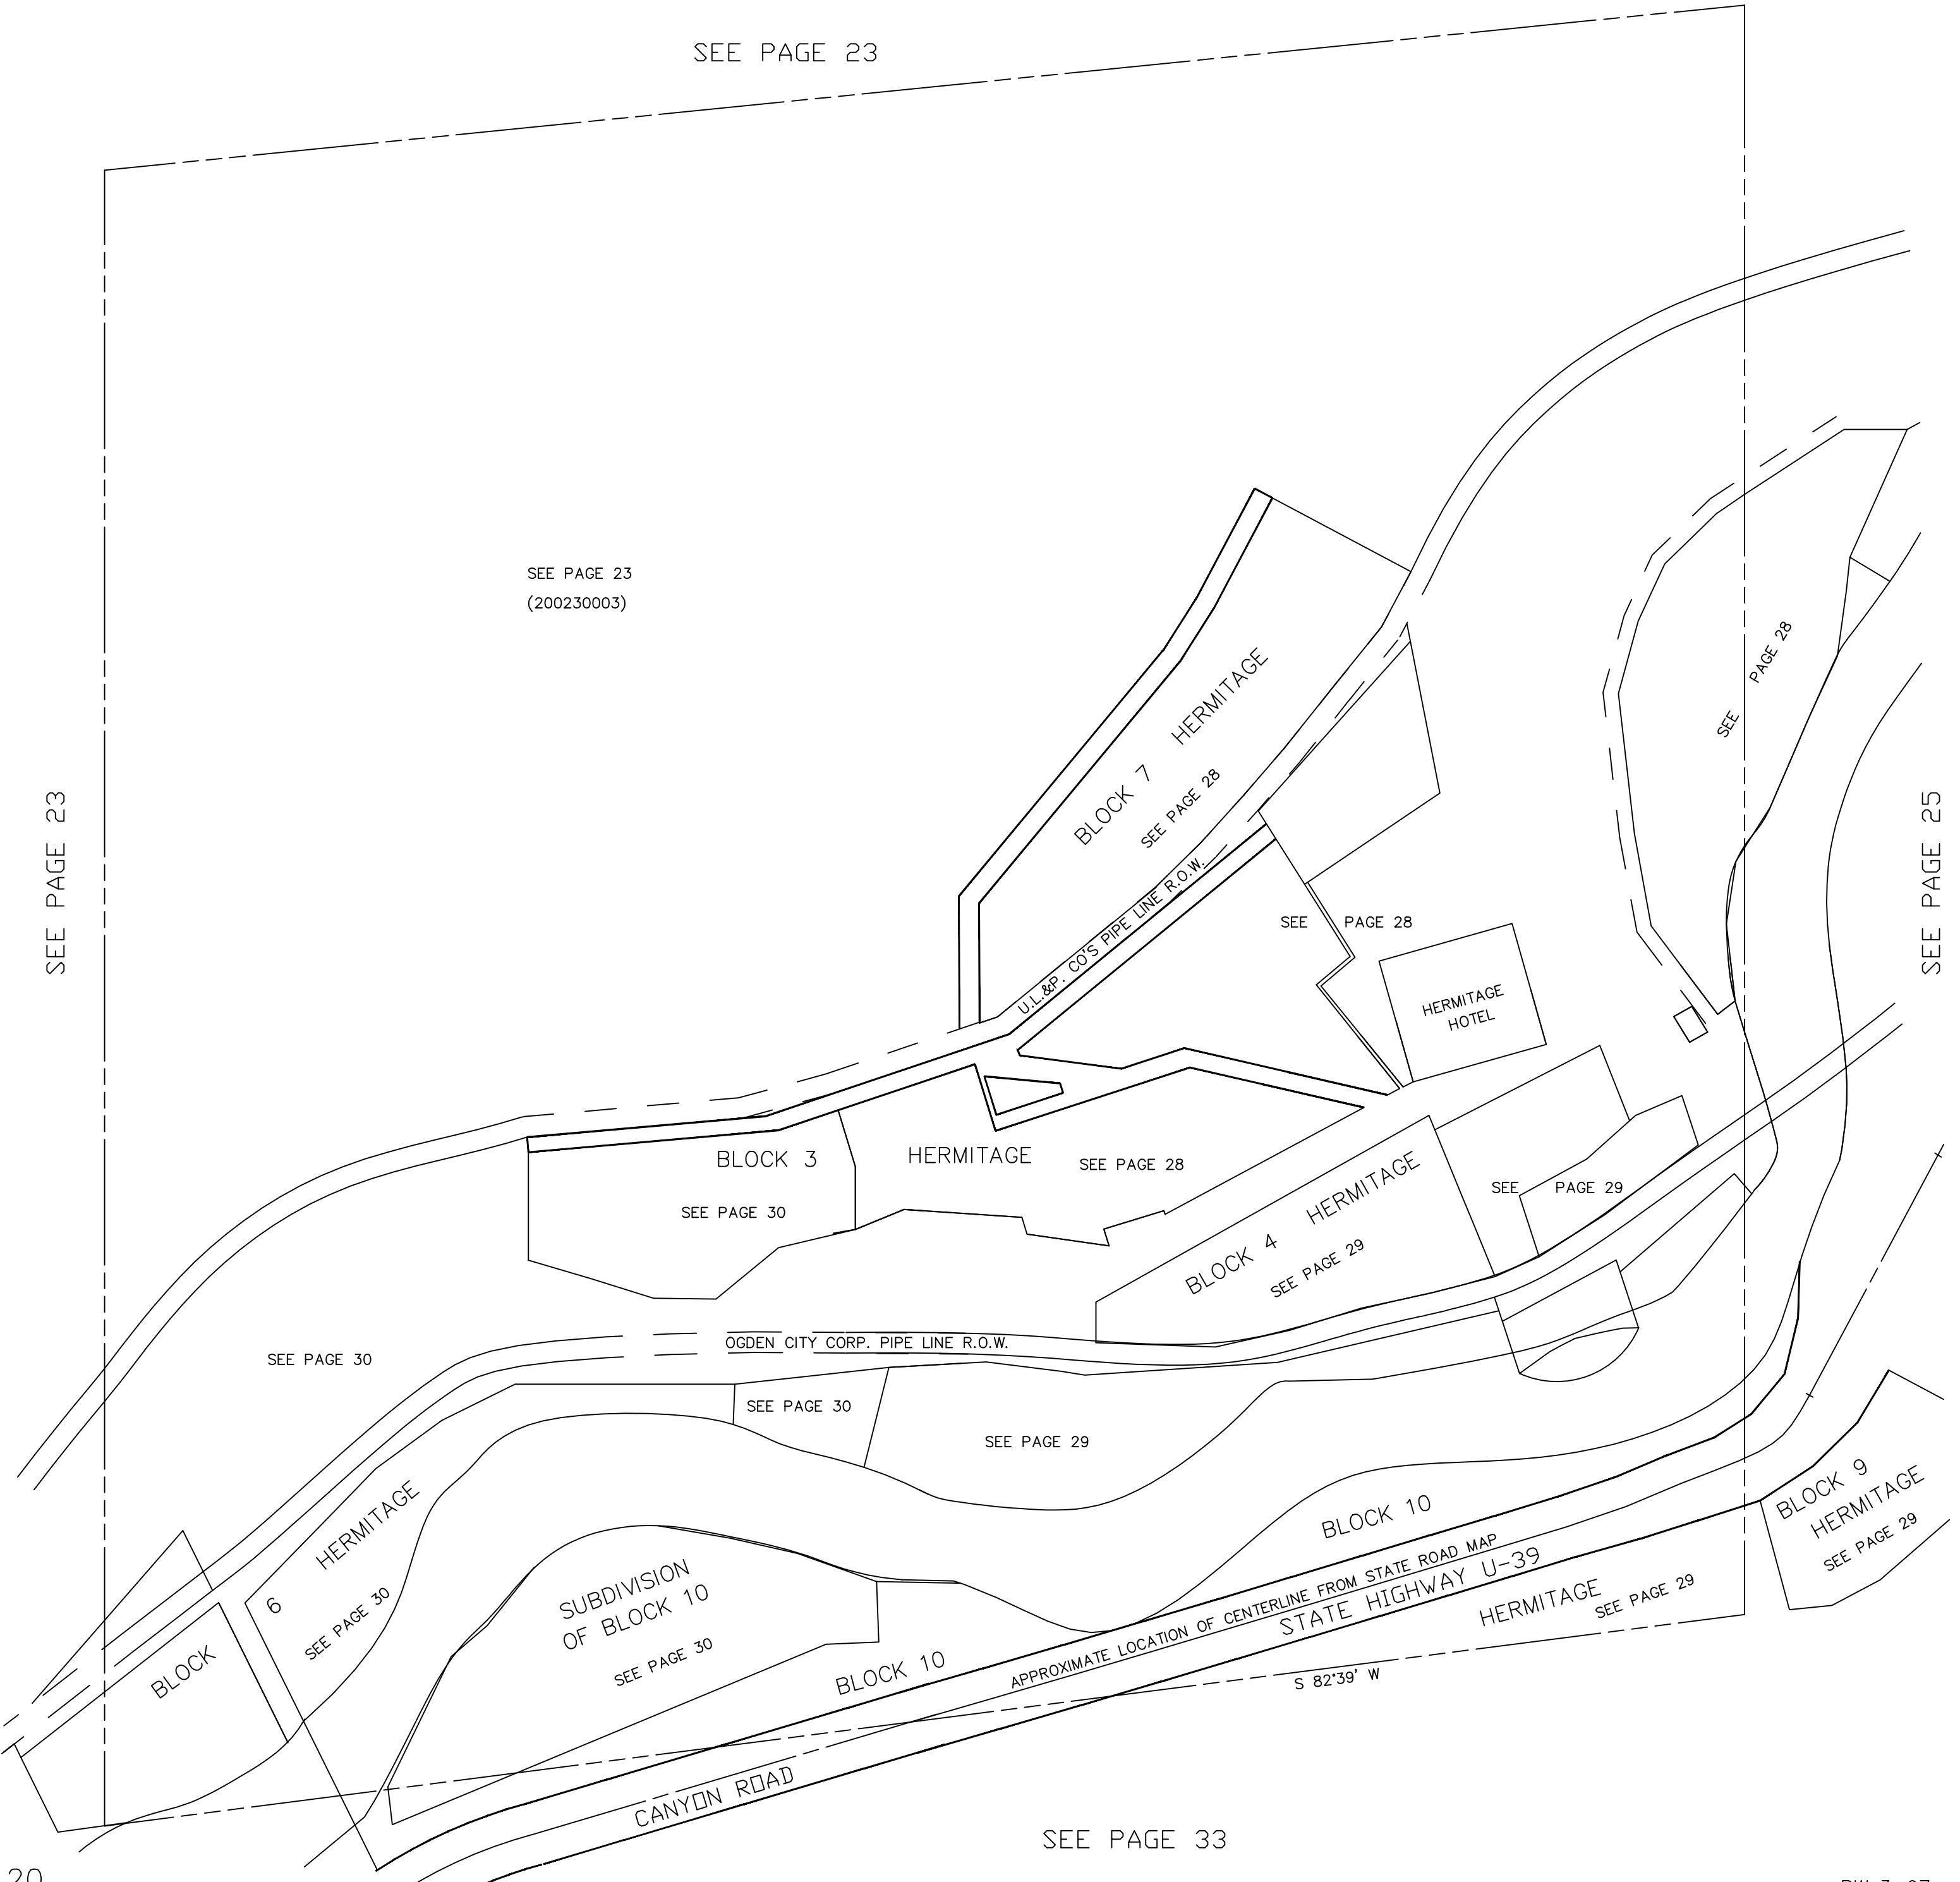 SEE PAGE 23
SEE PAGE 23
(200230003)
SEE PAGE 23
SEE PAGE 25
BLOCK 7 HERMITAGE
SEE PAGE 28
SEE PAGE 28
U.L.&P. CO'S PIPE LINE R.O.W.
SEE PAGE 28
HERMITAGE
HOTEL
BLOCK 3 HERMITAGE
SEE PAGE 28
SEE PAGE 30
BLOCK 4 HERMITAGE
SEE PAGE 29
SEE PAGE 29
OGDEN CITY CORP. PIPE LINE R.O.W.
SEE PAGE 30
SEE PAGE 30
SEE PAGE 29
BLOCK 6 HERMITAGE
SEE PAGE 30
SUBDIVISION
OF BLOCK 10
SEE PAGE 30
BLOCK 10
BLOCK 10
APPROXIMATE LOCATION OF CENTERLINE FROM STATE ROAD MAP
STATE HIGHWAY U-39
HERMITAGE
SEE PAGE 29
BLOCK 9
HERMITAGE
SEE PAGE 29
S 82°39' W
CANYON ROAD
SEE PAGE 33
20